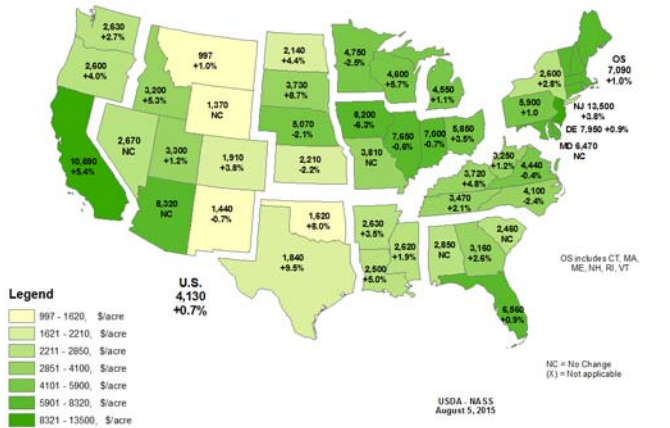 2,630
+2.7%
2,600
+4.0%
997
+1.0%
3,200
+5.3%
1,370
NC
2,670
NC
3,300
+1.2%
10,690
+5.4%
8,320
NC
1,910
+3.8%
1,440
-0.7%
2,140
+4.4%
3,730
+8.7%
5,070
-2.1%
2,210
-2.2%
1,620
+8.0%
1,840
+9.5%
4,750
-2.5%
8,200
-6.3%
3,810
NC
2,630
+3.5%
2,500
+5.0%
4,600
+5.7%
4,550
+1.1%
7,650
-0.6%
7,000
-0.7%
5,850
+3.5%
3,720
+4.8%
3,470
+2.1%
2,620
+1.9%
2,850
NC
3,160
+2.6%
6,560
+0.9%
2,460
NC
4,100
-2.4%
4,440
-0.4%
3,250
+1.2%
5,900
+1.0
2,600
+2.8%
OS
7,090
+1.0%
NJ 13,500
+3.8%
DE 7,950 +0.9%
MD 6,470
NC
OS includes CT, MA,
ME, NH, RI, VT
U.S.
4,130
+0.7%
Legend
997 - 1620, $/acre
1621 - 2210, $/acre
2211 - 2850, $/acre
2851 - 4100, $/acre
4101 - 5900, $/acre
5901 - 8320, $/acre
8321 - 13500, $/acre
NC = No Change
(X) = Not applicable
USDA - NASS
August 5, 2015